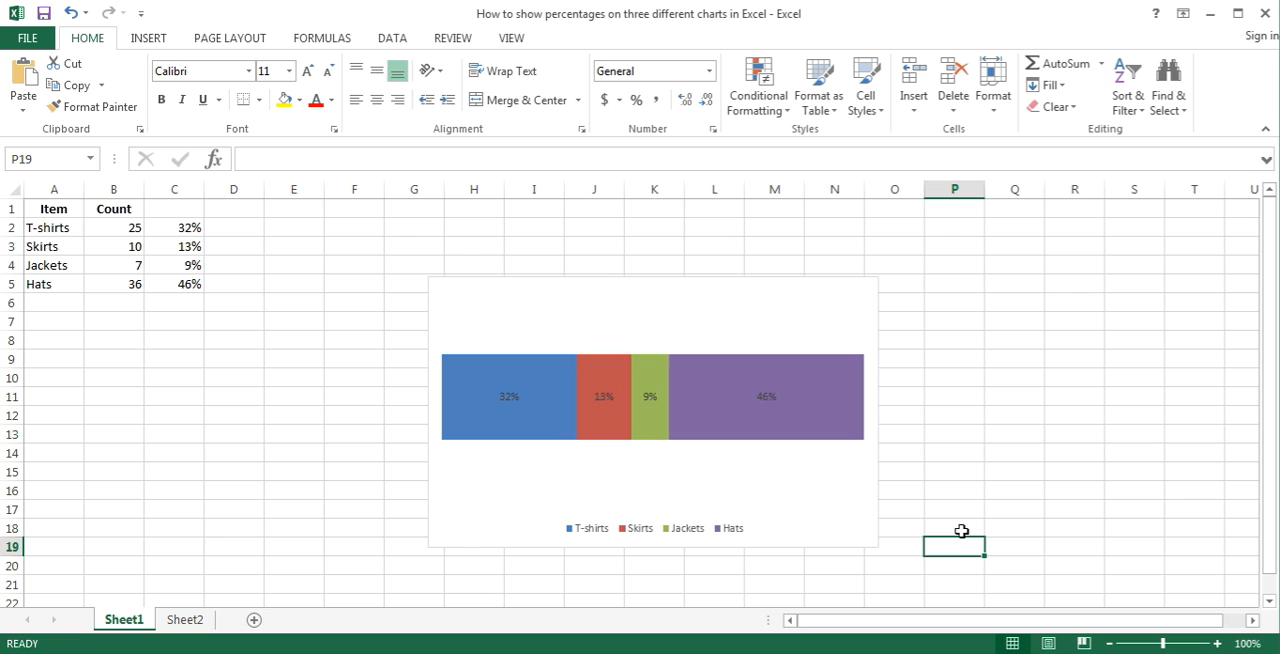 How to show percentages on three different charts in Excel - Excel
?
FILE HOME INSERT PAGE LAYOUT FORMULAS DATA REVIEW VIEW Sign in
Paste
Cut
Copy
Format Painter
Clipboard
Calibri 11 A A
B I U A
Font
Wrap Text
Merge & Center
Alignment
General
$ % , .00 .0
Number
Conditional Formatting
Format as Table
Cell Styles
Styles
Insert Delete Format
Cells
AutoSum
Fill
Clear
Sort & Filter
Find & Select
Editing
P19 fx
A B C D E F G H I J K L M N O P Q R S T U
1 Item Count
2 T-shirts 25 32%
3 Skirts 10 13%
4 Jackets 7 9%
5 Hats 36 46%
6
7
8
9
10
11
12
13
14
15
16
17
18
19
20
21
22
32% 13% 9% 46%
T-shirts Skirts Jackets Hats
Sheet1 Sheet2
READY 100%